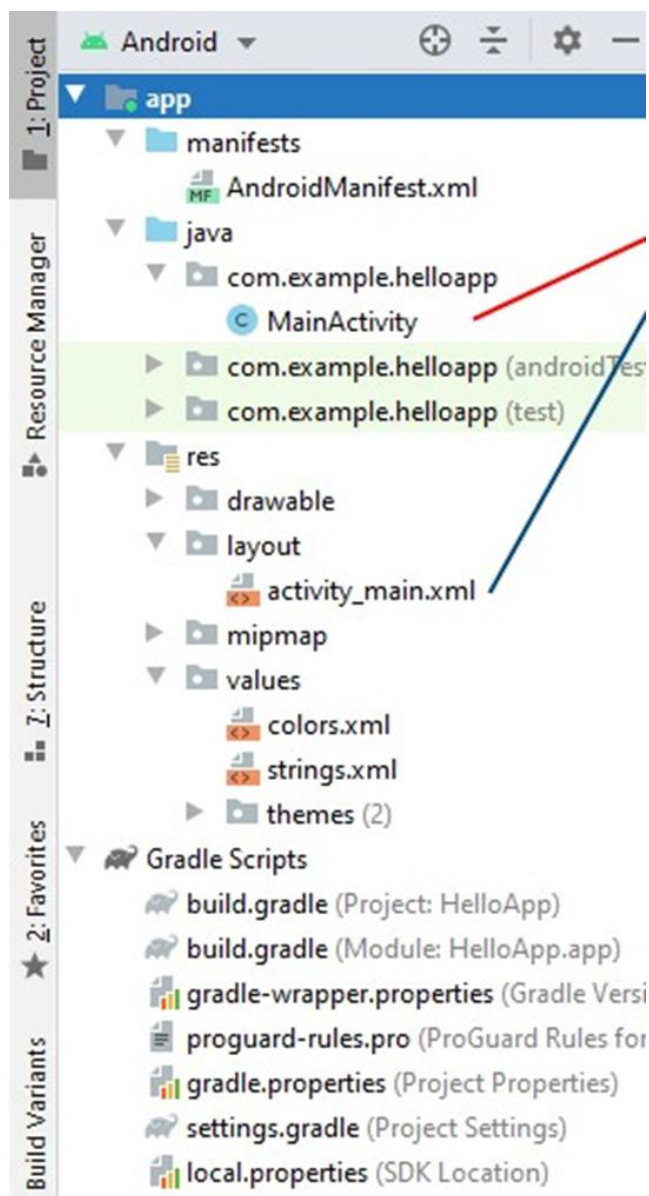 Android
1: Project
Resource Manager
7: Structure
2: Favorites
Build Variants
app
manifests
MF AndroidManifest.xml
java
com.example.helloapp
C MainActivity
com.example.helloapp (androidTest
com.example.helloapp (test)
res
drawable
layout
<> activity_main.xml
mipmap
values
<> colors.xml
<> strings.xml
themes (2)
Gradle Scripts
build.gradle (Project: HelloApp)
build.gradle (Module: HelloApp.app)
gradle-wrapper.properties (Gradle Versi
proguard-rules.pro (ProGuard Rules for
gradle.properties (Project Properties)
settings.gradle (Project Settings)
local.properties (SDK Location)